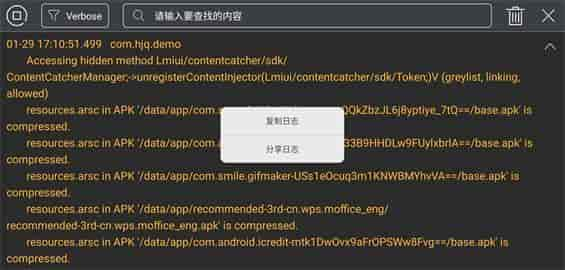 Verbose
请输入要查找的内容
01-29 17:10:51.499 com.hjq.demo
Accessing hidden method Lmiui/contentcatcher/sdk/
ContentCatcherManager;->unregisterContentInjector(Lmiui/contentcatcher/sdk/Token;)V (greylist, linking,
allowed)
resources.arsc in APK '/data/app/com.s QQkZbzJL6j8yptiye_7tQ==/base.apk' is
compressed.
复制日志
resources.arsc in APK '/data/app/com.a 33B9HHDLw9FUyIxbrIA==/base.apk' is
compressed.
分享日志
resources.arsc in APK '/data/app/com.smile.gifmaker-USs1eOcuq3m1KNWBMYhvVA==/base.apk' is
compressed.
resources.arsc in APK '/data/app/recommended-3rd-cn.wps.moffice_eng/
recommended-3rd-cn.wps.moffice_eng.apk' is compressed.
resources.arsc in APK '/data/app/com.android.icredit-mtk1DwOvx9aFrOPSWw8Fvg==/base.apk' is
compressed.